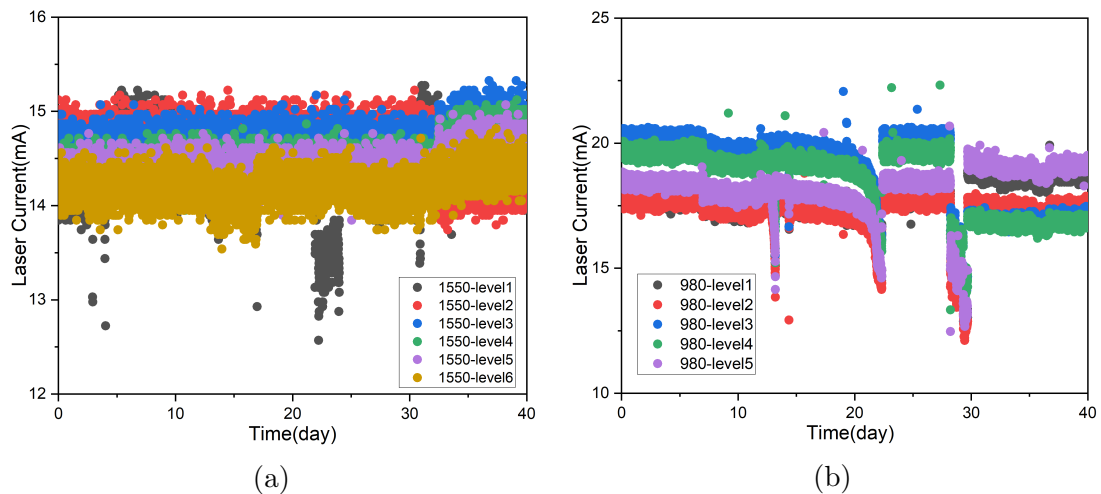 16
15
14
13
12
Laser Current(mA)
1550-level1
1550-level2
1550-level3
1550-level4
1550-level5
1550-level6
0
10
20
30
40
Time(day)
(a)
25
20
15
10
Laser Current(mA)
980-level1
980-level2
980-level3
980-level4
980-level5
0
10
20
30
40
Time(day)
(b)